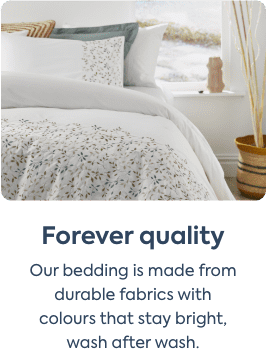 Forever quality
Our bedding is made from
durable fabrics with
colours that stay bright,
wash after wash.